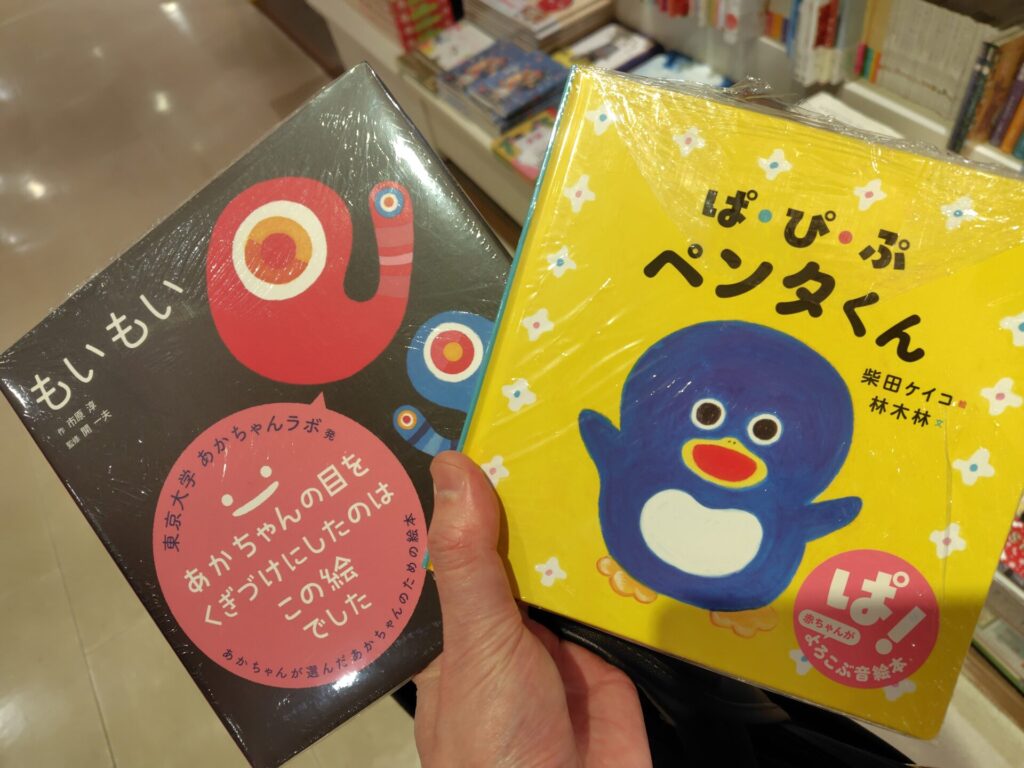 もいもい
作 市原 淳
監修 開 一夫
東京大学 あかちゃんラボ 発
あかちゃんの目を
くぎづけにしたのは
この絵
でした
あかちゃんが選んだあかちゃんのための絵本
ぱ・ぴ・ぷ
ペンタくん
柴田ケイコ 絵
林木林 文
ぱ!
赤ちゃんが
よろこぶ音絵本